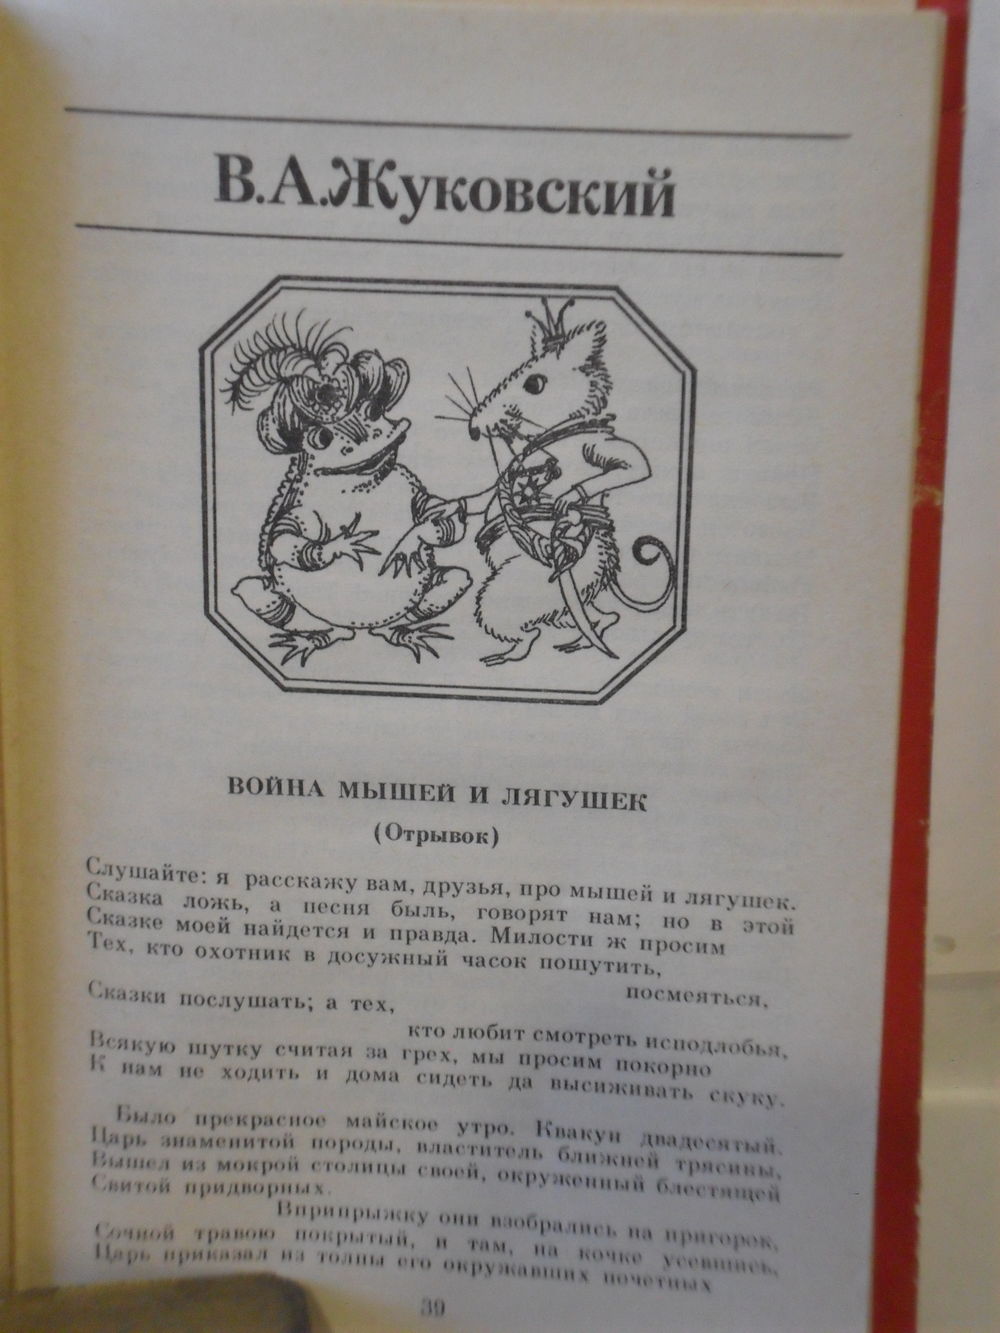 В.А.Жуковский
ВОЙНА МЫШЕЙ И ЛЯГУШЕК
(Отрывок)
Слушайте: я расскажу вам, друзья, про мышей и лягушек.
Сказка ложь, а песня быль, говорят нам; но в этой
Сказке моей найдется и правда. Милости ж просим
Тех, кто охотник в досужный часок пошутить,
посмеяться,
Сказки послушать; а тех,
кто любит смотреть исподлобья,
Всякую шутку считая за грех, мы просим покорно
К нам не ходить и дома сидеть да высиживать скуку.
Было прекрасное майское утро. Квакун двадесятый,
Царь знаменитой породы, властитель ближней трясины,
Вышел из мокрой столицы своей, окруженный блестящей
Свитой придворных.
Вприпрыжку они взобрались на пригорок,
Сочной травою покрытый, и там, на кочке усевшись,
Царь приказал из толпы его окружавших почетных
39